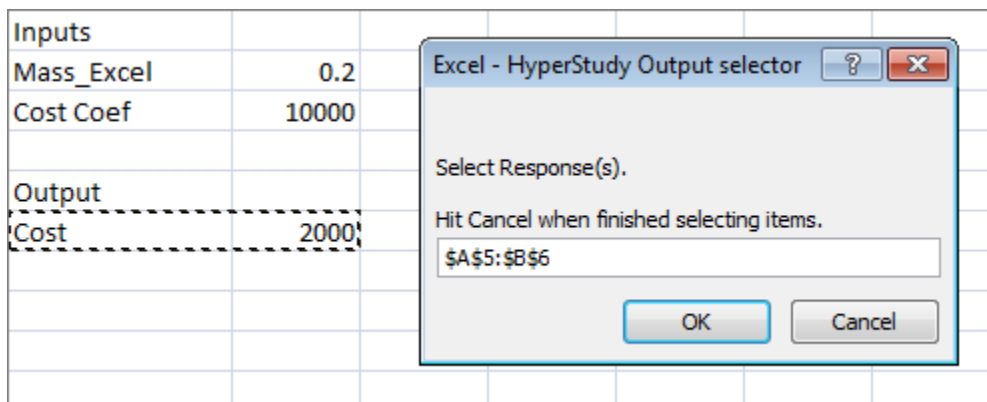 Inputs
Mass_Excel 0.2
Cost Coef 10000
Output
Cost 2000
Excel - HyperStudy Output selector
Select Response(s).
Hit Cancel when finished selecting items.
$A$5:$B$6
OK Cancel